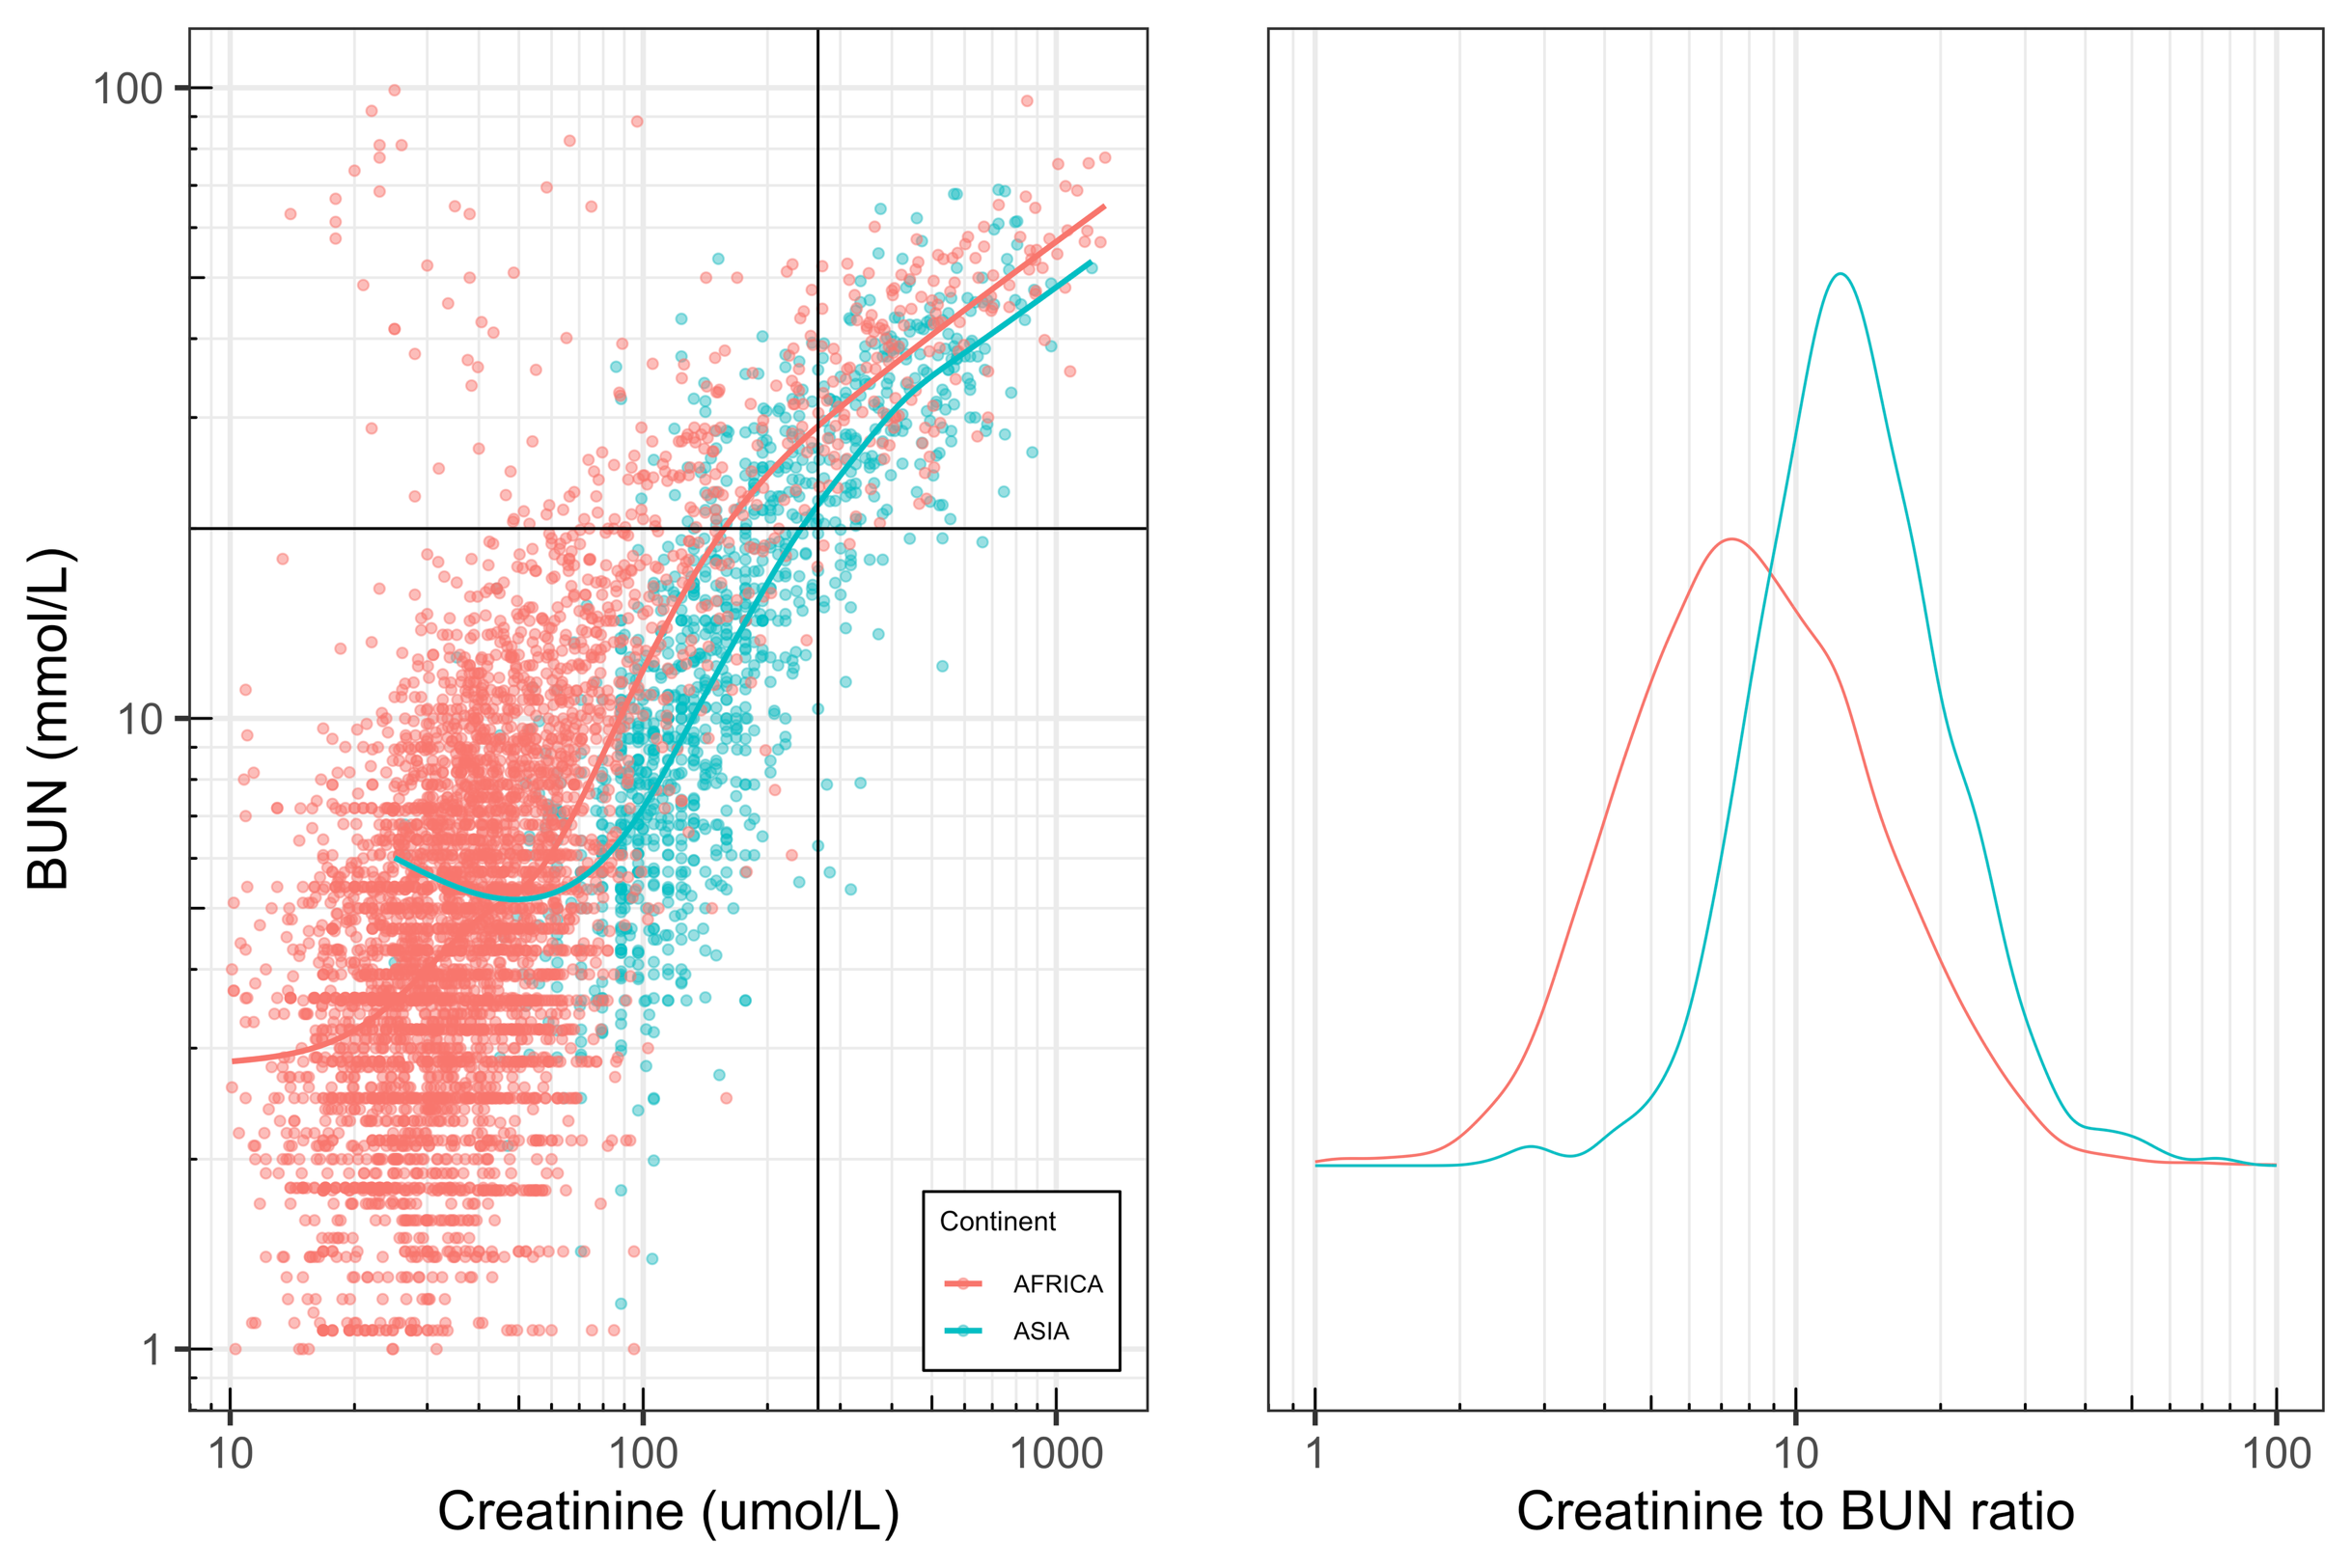 100
10
1
BUN (mmol/L)
10 100 1000
Creatinine (umol/L)
Continent
AFRICA
ASIA
1 10 100
Creatinine to BUN ratio